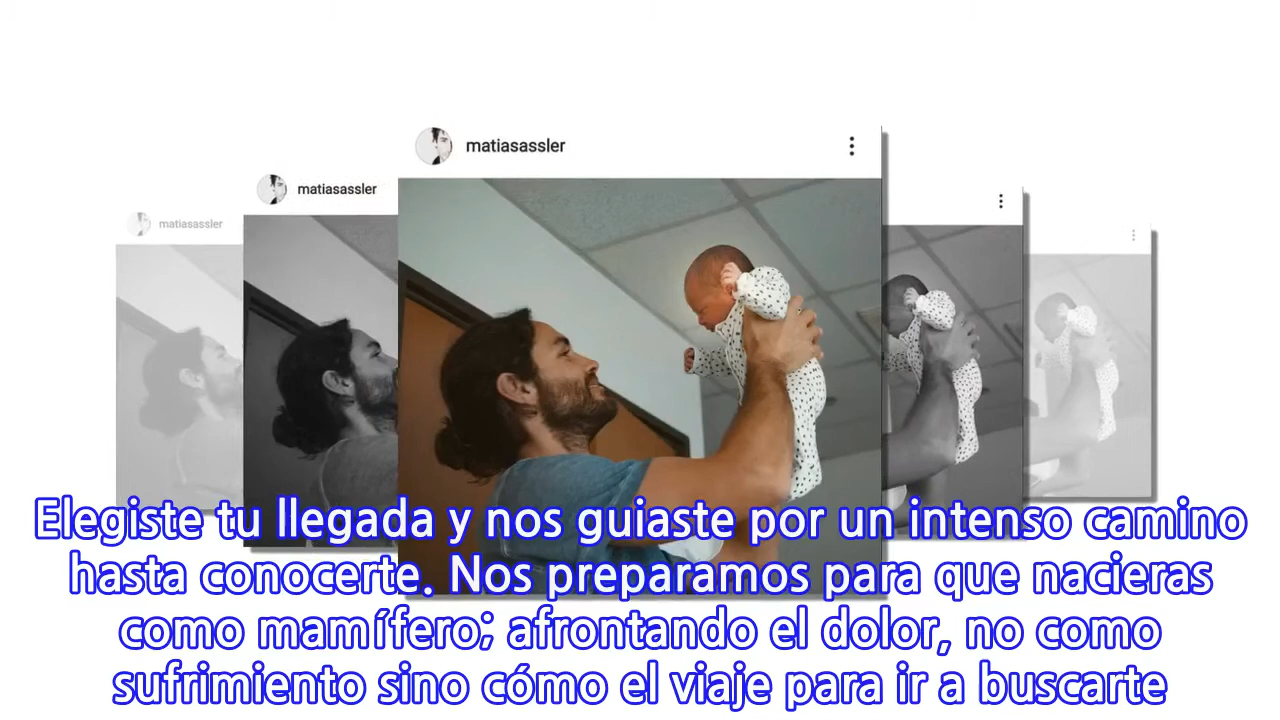 matiasassler
matiasassler
matiasassler
Elegiste tu llegada y nos guiaste por un intenso camino
hasta conocerte. Nos preparamos para que nacieras
como mamífero; afrontando el dolor, no como
sufrimiento sino cómo el viaje para ir a buscarte